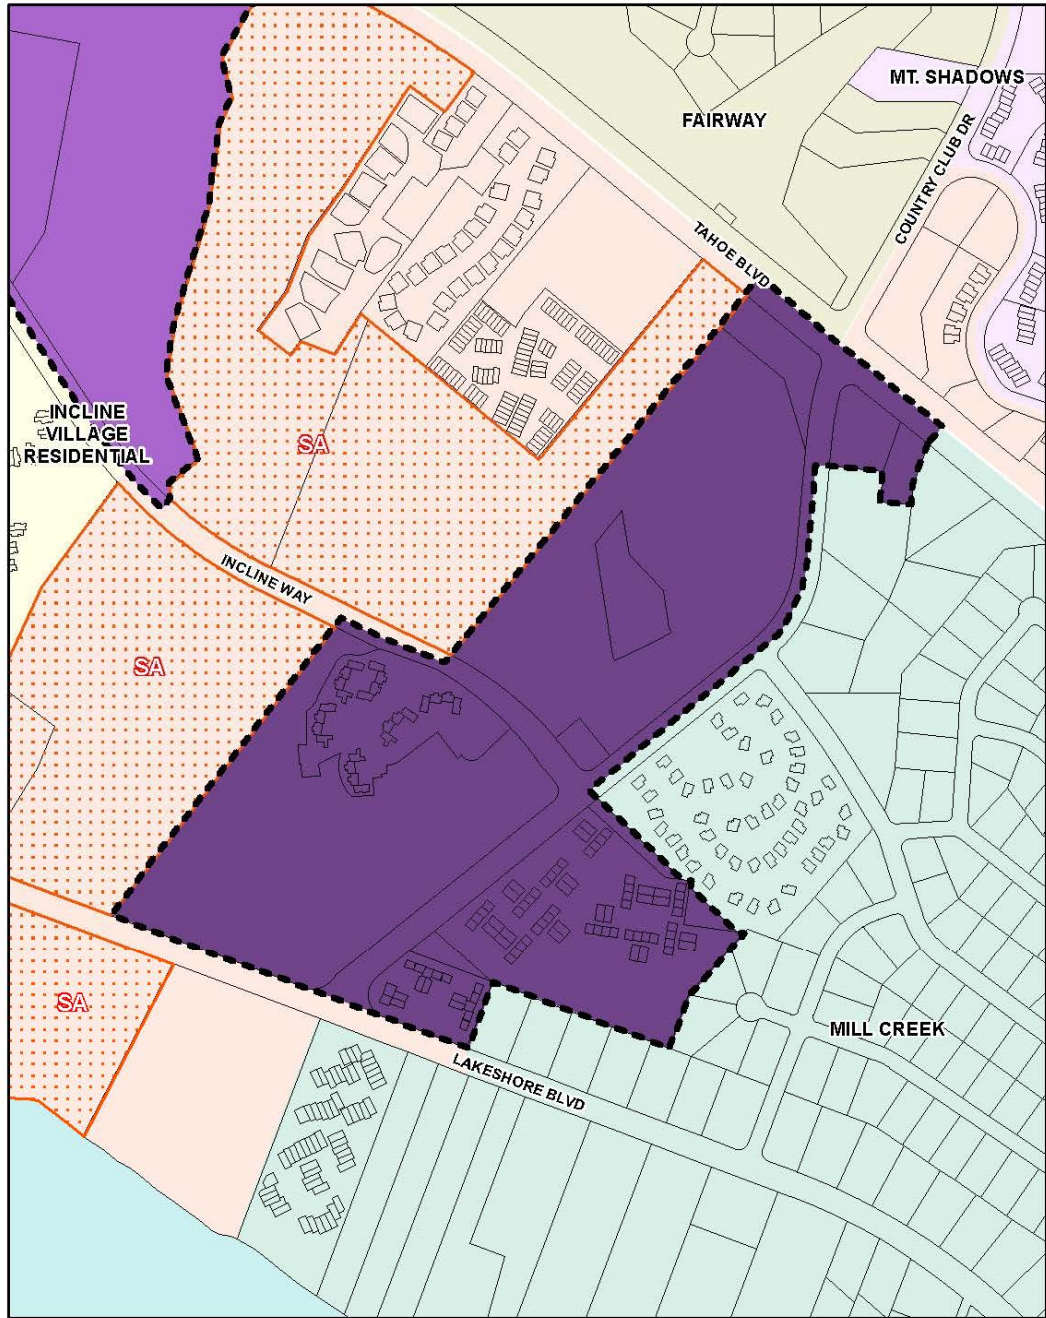 MT. SHADOWS
FAIRWAY
COUNTRY CLUB DR
TAHOE BLVD
INCLINE
VILLAGE
RESIDENTIAL
SA
INCLINE WAY
SA
SA
MILL CREEK
LAKESHORE BLVD